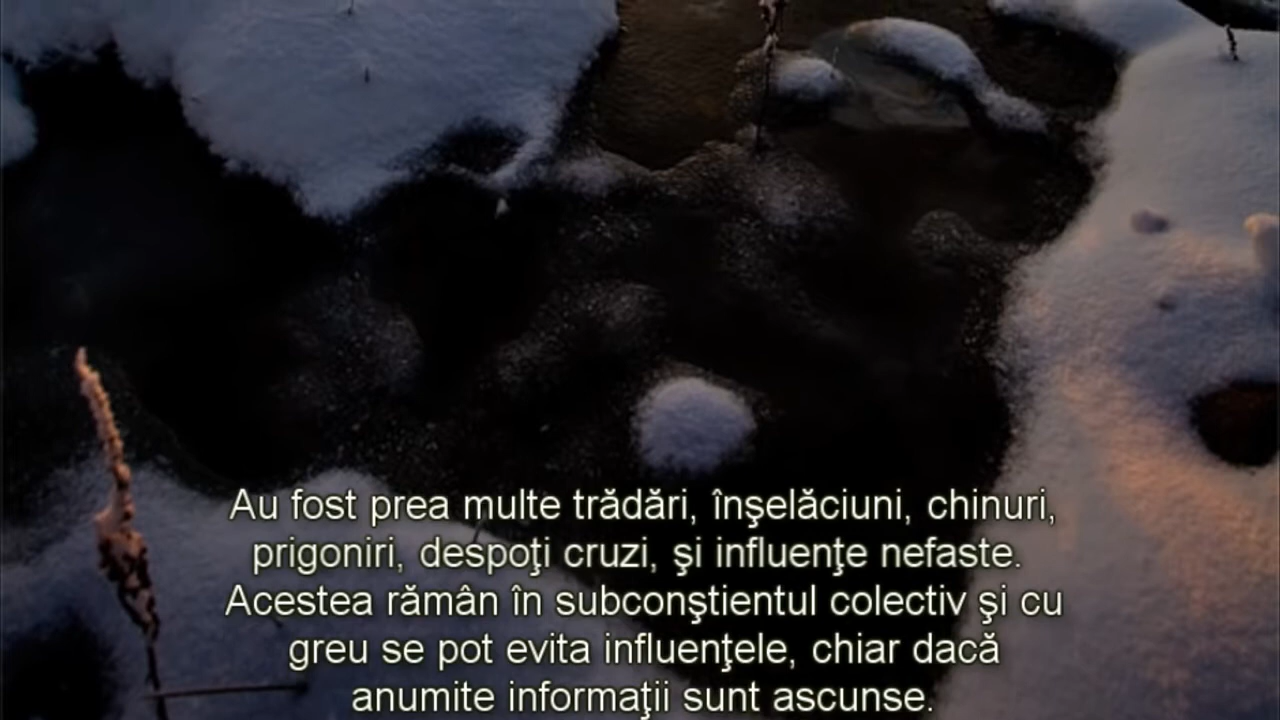 Au fost prea multe trădări, înşelăciuni, chinuri,
prigoniri, despoţi cruzi, şi influenţe nefaste.
Acestea rămân în subconştientul colectiv şi cu
greu se pot evita influenţele, chiar dacă
anumite informaţii sunt ascunse.